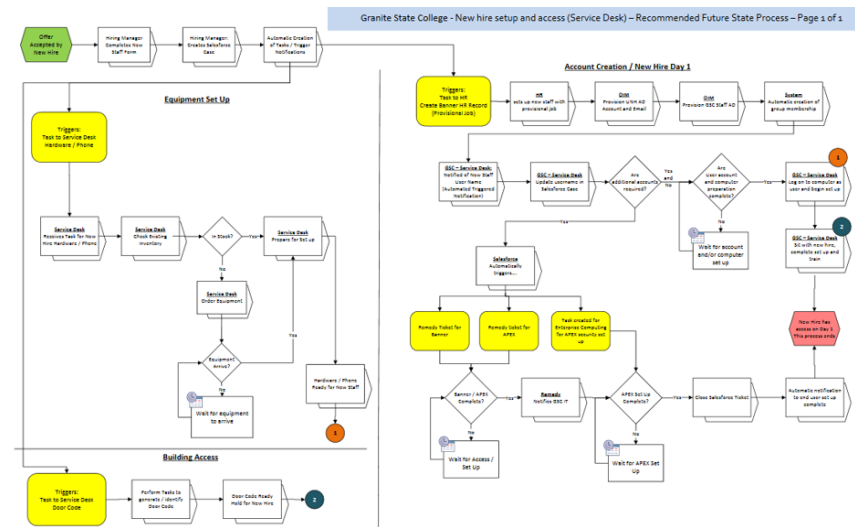 Granite State College - New hire setup and access (Service Desk) – Recommended Future State Process – Page 1 of 1
Offer
Accepted by
New Hire
Hiring Manager
Completes New
Staff Form
Hiring Manager:
Creates Salesforce
Case
Automatic Creation
of Tasks / Trigger
Notifications
Equipment Set Up
Triggers:
Task to Service Desk
Hardware / Phone
Service Desk
Receives Task for New
Hire Hardware / Phone
Service Desk
Check Existing
Inventory
In Stock?
Yes
Service Desk
Prepare for Set up
No
Service Desk
Order Equipment
Yes
Equipment
Arrive?
No
Wait for equipment
to arrive
Hardware / Phone
Ready for New Staff
1
Building Access
Triggers:
Task to Service Desk
Door Code
Perform Tasks to
generate / identify
Door Code
Door Code Ready
Hold for New Hire
2
Account Creation / New Hire Day 1
Triggers:
Task to HR
Create Banner HR Record
(Provisional Job)
HR
sets up new staff with
provisional job
OIM
Provision UNH AD
Account and Email
OIM
Provision GSC Staff AD
System
Automatic creation of
group membership
GSC – Service Desk:
Notified of New Staff
User Name
(Automated Triggered
Notification)
GSC – Service Desk
Update username in
Salesforce Case
Are
additional accounts
required?
Yes
and
No
Are
User account
and computer
preparation
complete?
Yes
1
GSC – Service Desk
Log on to computer as
user and begin set up
No
Wait for account
and/or computer
set up
2
GSC – Service Desk
Sit with new hire,
complete set up and
train
Yes
Salesforce
Automatically
triggers...
New Hire has
access on Day 1
This process ends
Remedy Ticket for
Banner
Remedy ticket for
APEX
Task created for
Enterprise Computing
for APEX security set
up
Banner / APEX
Complete?
Yes
Remedy
Notifies GSC IT
APEX Set Up
Complete?
Yes
Close Salesforce Ticket
Automatic notification
to end user set up
complete
No
Wait for Access /
Set Up
No
Wait for APEX Set
Up